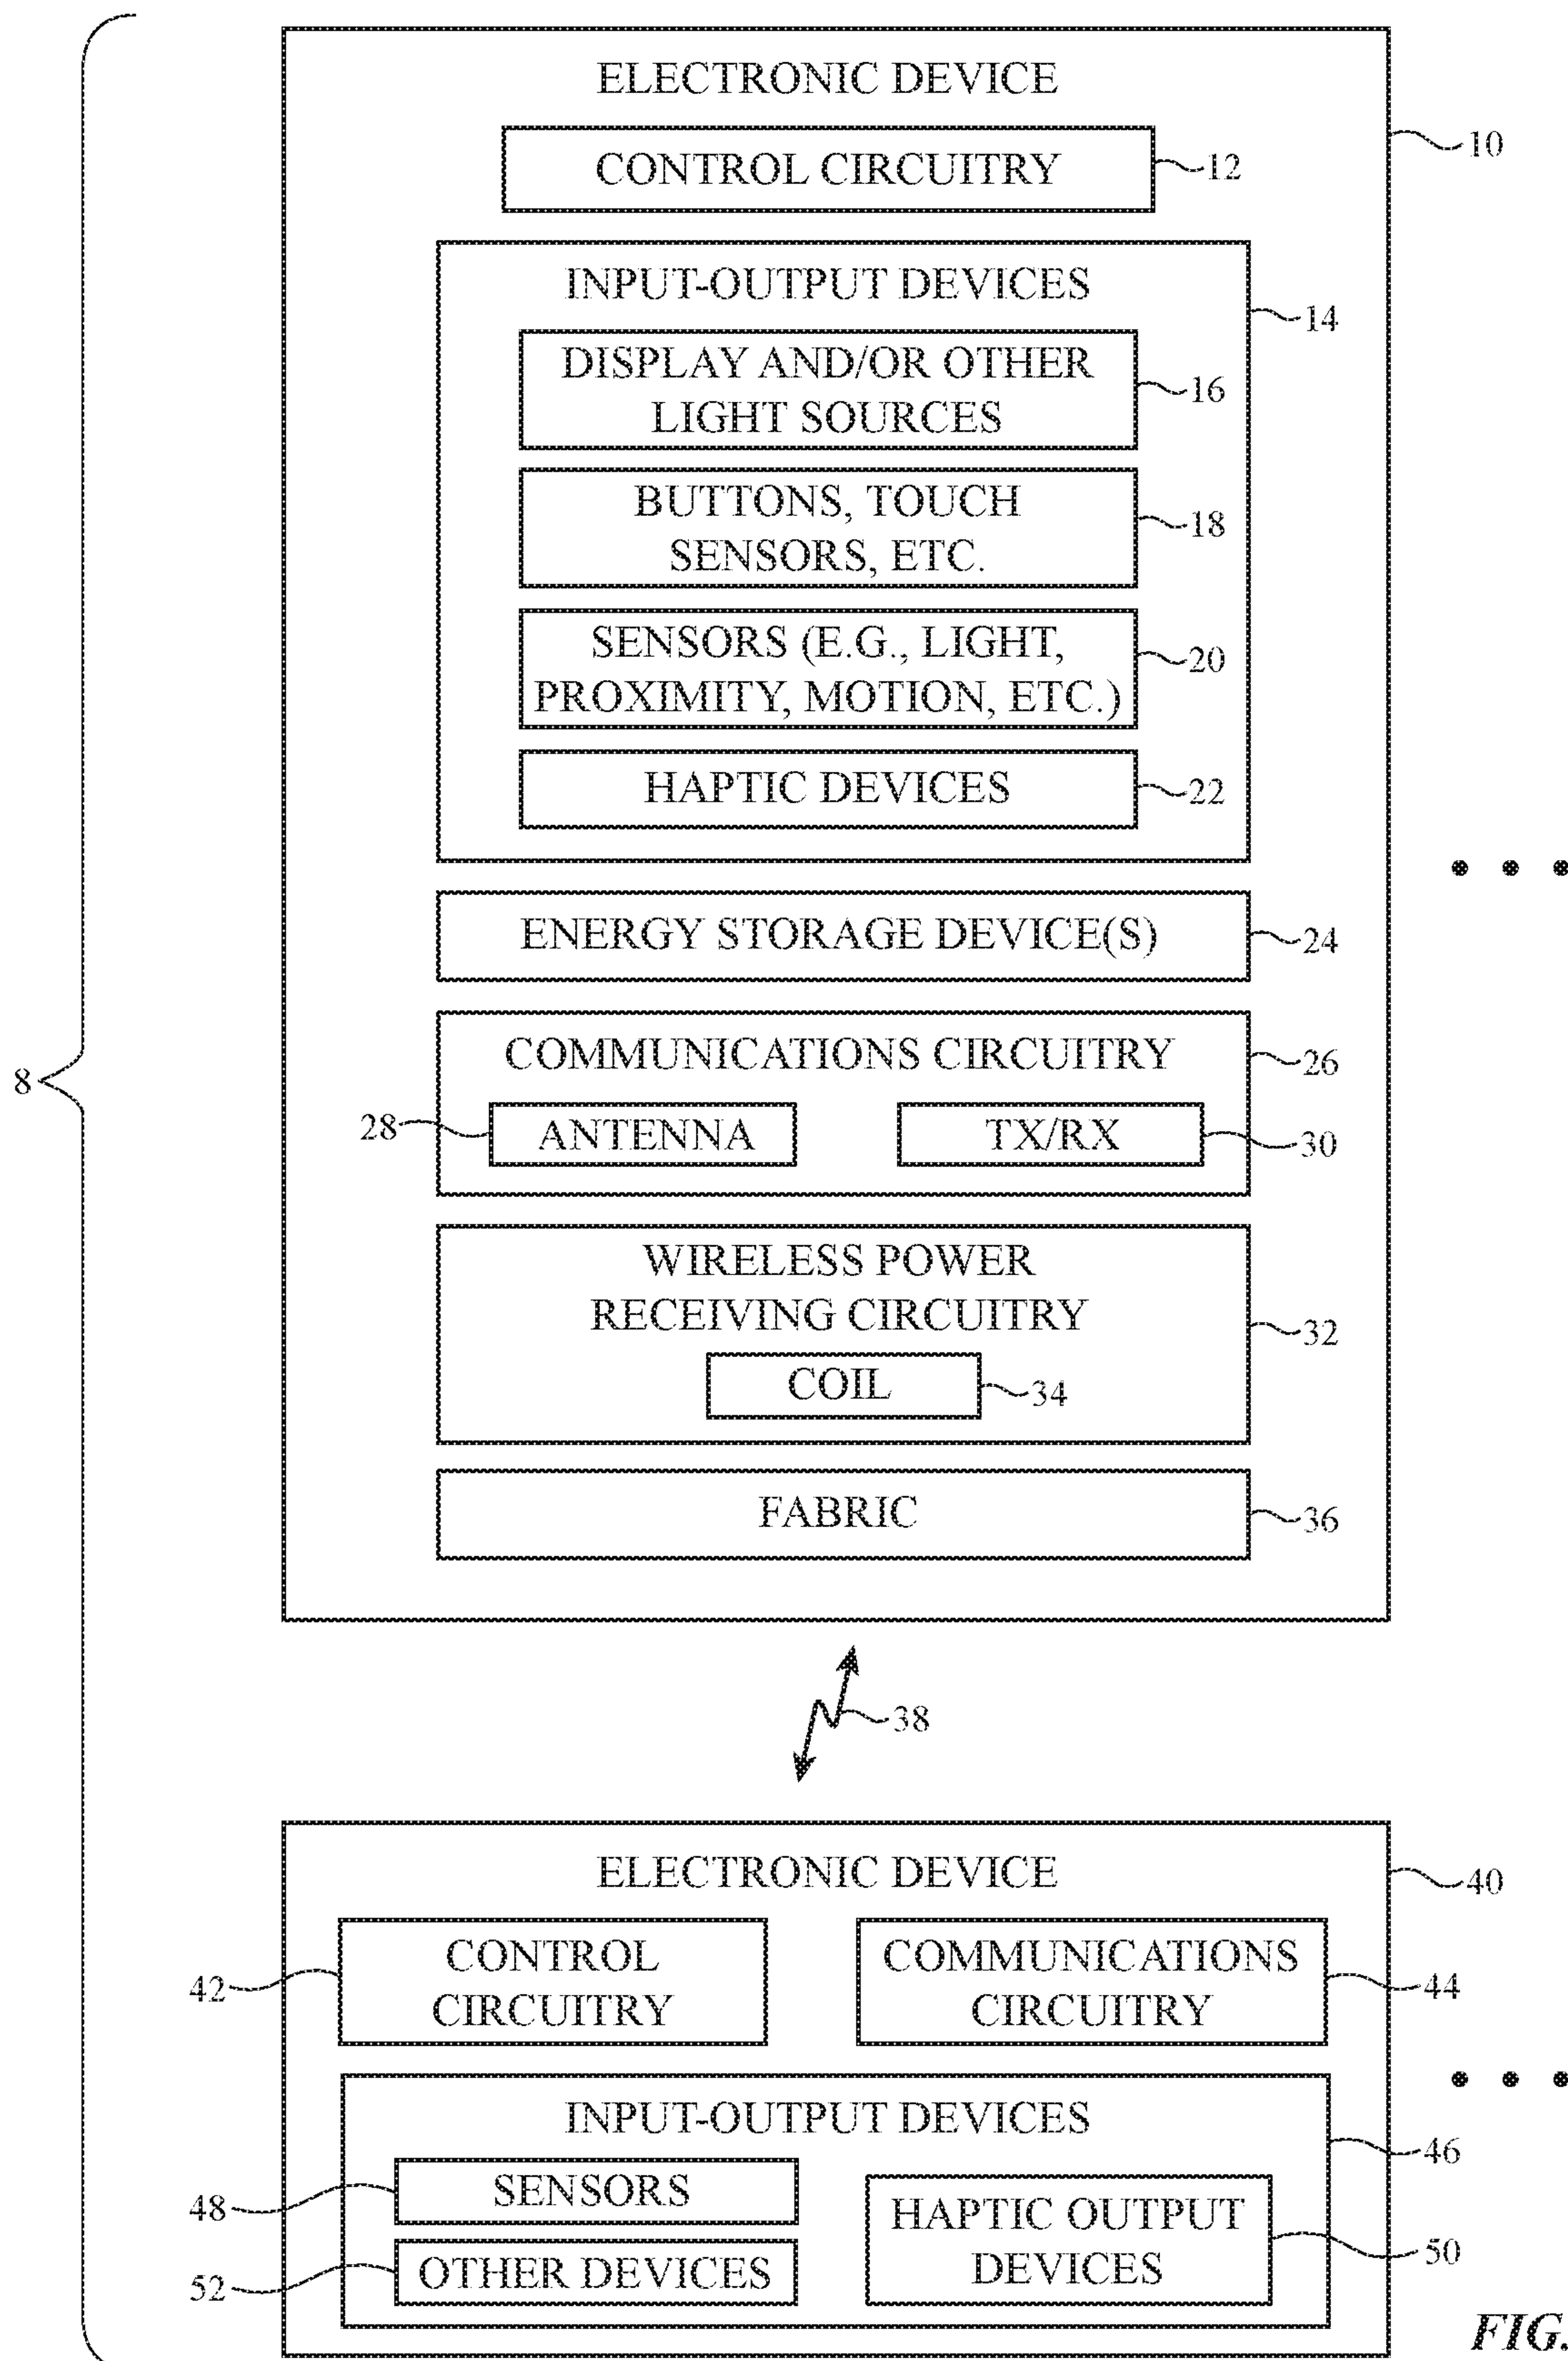 ELECTRONIC DEVICE
10
CONTROL CIRCUITRY
12
INPUT-OUTPUT DEVICES
14
DISPLAY AND/OR OTHER
LIGHT SOURCES
16
BUTTONS, TOUCH
SENSORS, ETC.
18
SENSORS (E.G., LIGHT,
PROXIMITY, MOTION, ETC.)
20
HAPTIC DEVICES
22
ENERGY STORAGE DEVICE(S)
24
COMMUNICATIONS CIRCUITRY
26
28
ANTENNA
TX/RX
30
8
WIRELESS POWER
RECEIVING CIRCUITRY
32
COIL
34
FABRIC
36
38
ELECTRONIC DEVICE
40
42
CONTROL
CIRCUITRY
COMMUNICATIONS
CIRCUITRY
44
INPUT-OUTPUT DEVICES
46
48
SENSORS
52
OTHER DEVICES
HAPTIC OUTPUT
DEVICES
50
FIG.